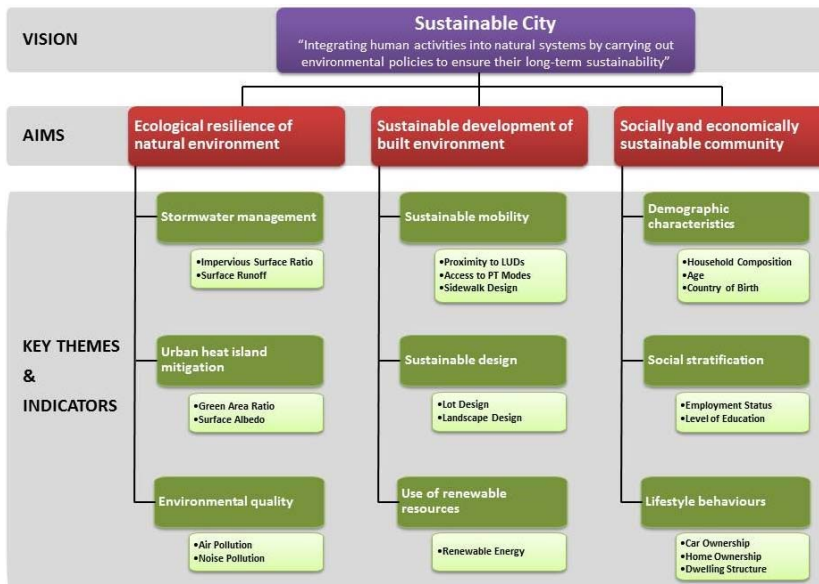 VISION
Sustainable City
“Integrating human activities into natural systems by carrying out
environmental policies to ensure their long-term sustainability”
AIMS
Ecological resilience of
natural environment
Sustainable development of
built environment
Socially and economically
sustainable community
KEY THEMES
&
INDICATORS
Stormwater management
•Impervious Surface Ratio
•Surface Runoff
Urban heat island
mitigation
•Green Area Ratio
•Surface Albedo
Environmental quality
•Air Pollution
•Noise Pollution
Sustainable mobility
•Proximity to LUDs
•Access to PT Modes
•Sidewalk Design
Sustainable design
•Lot Design
•Landscape Design
Use of renewable
resources
•Renewable Energy
Demographic
characteristics
•Household Composition
•Age
•Country of Birth
Social stratification
•Employment Status
•Level of Education
Lifestyle behaviours
•Car Ownership
•Home Ownership
•Dwelling Structure